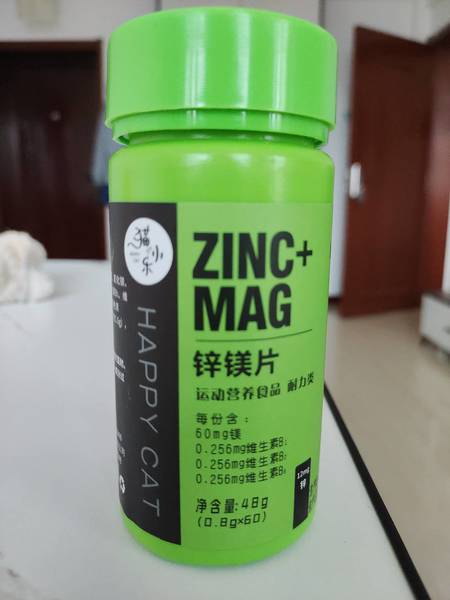 猫小乐
HAPPY CAT
ZINC+
MAG
锌镁片
运动营养食品 耐力类
每份含:
60mg镁
0.256mg维生素B₁
0.256mg维生素B₂
0.256mg维生素B₆
12mg
锌
净含量:48g
(0.8g×60)